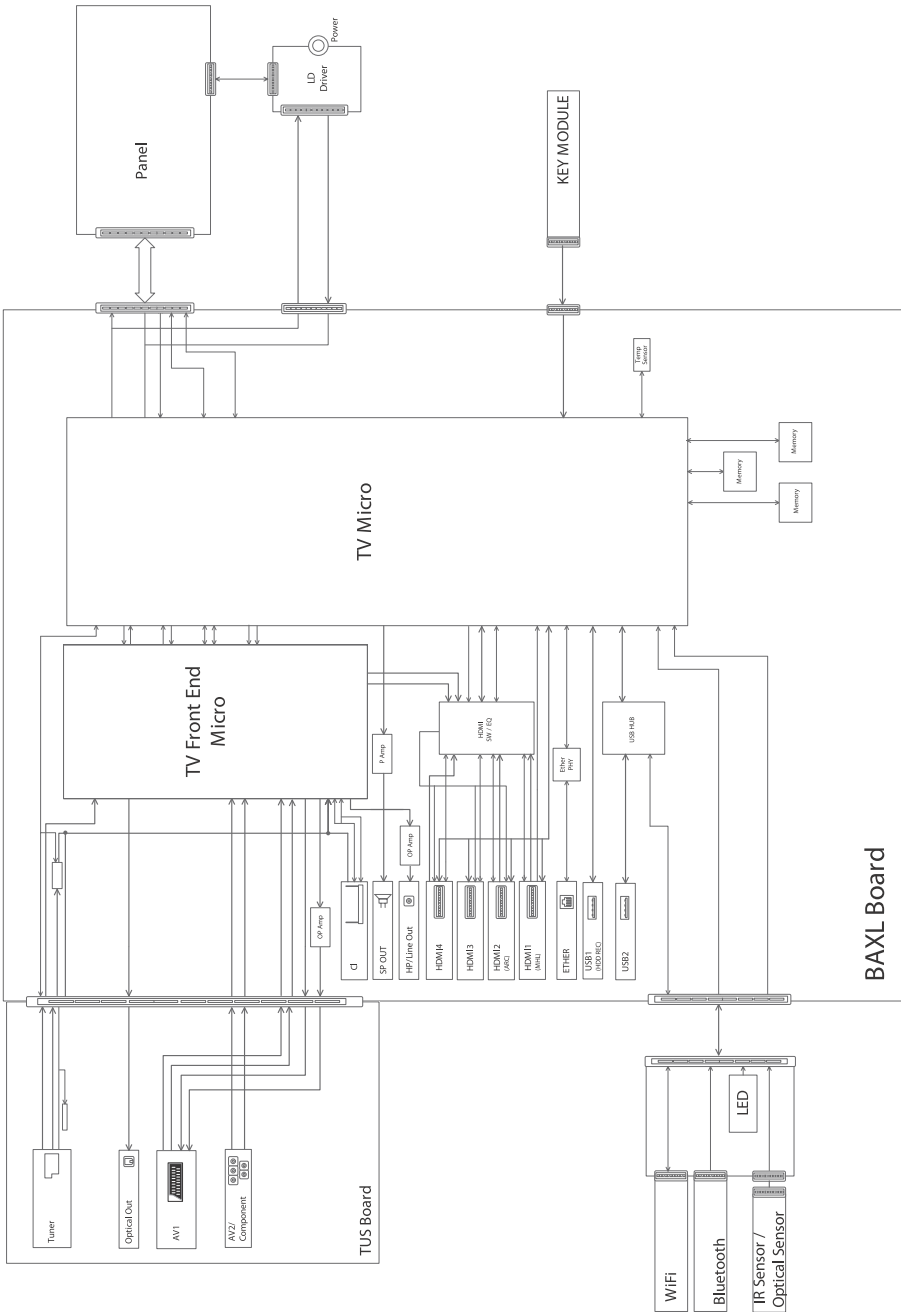 Panel
LD
Driver
Power
KEY MODULE
Temp
Sensor
TV Micro
Memory
Memory
Memory
TV Front End
Micro
P Amp
HDMI
SW / EQ
Ether
PHY
USB HUB
OP Amp
OP Amp
CI
SP OUT
HP/Line Out
HDMI4
HDMI3
HDMI2
(ARC)
HDMI1
(MHL)
ETHER
USB1
(HDD REC)
USB2
BAXL Board
Tuner
Optical Out
AV1
AV2/
Component
TUS Board
LED
WiFi
Bluetooth
IR Sensor /
Optical Sensor